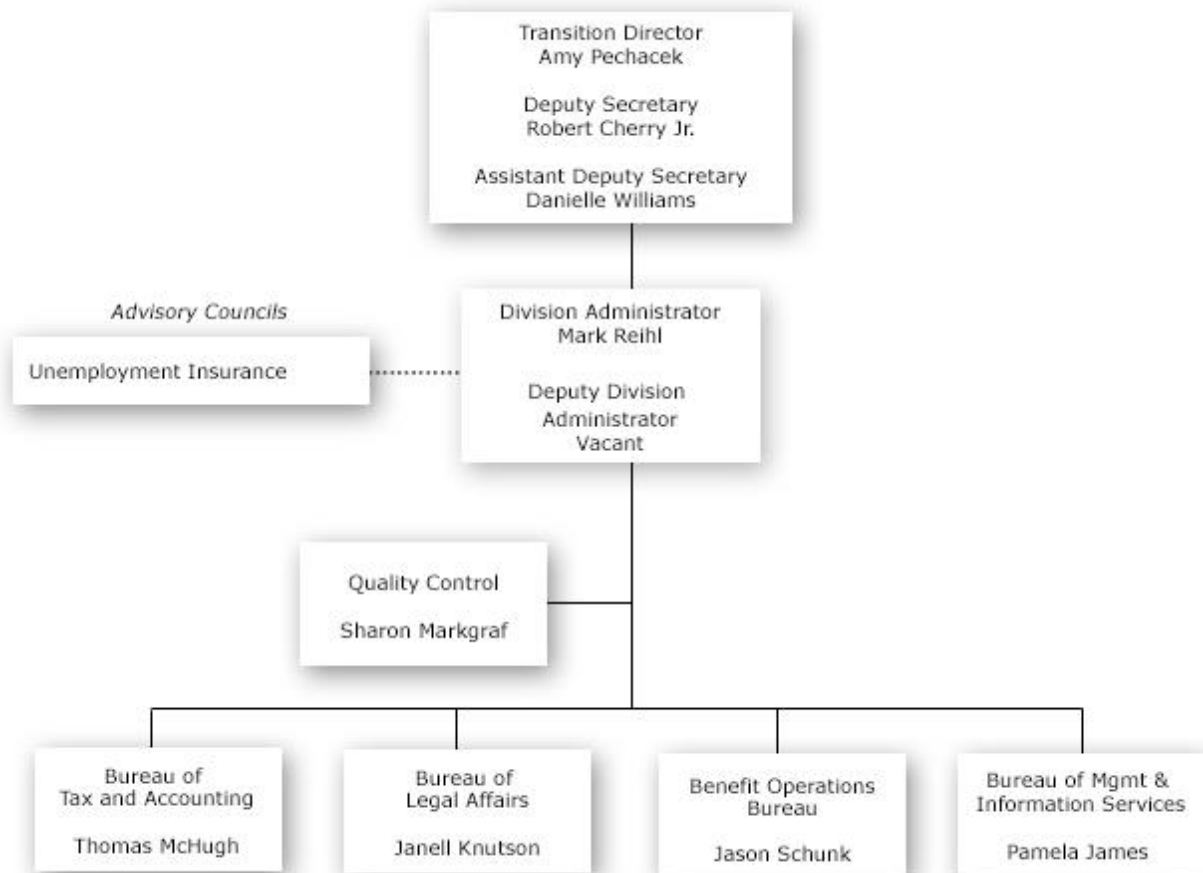 Transition Director
Amy Pechacek
Deputy Secretary
Robert Cherry Jr.
Assistant Deputy Secretary
Danielle Williams
Advisory Councils
Unemployment Insurance
Division Administrator
Mark Reihl
Deputy Division
Administrator
Vacant
Quality Control
Sharon Markgraf
Bureau of
Tax and Accounting
Thomas McHugh
Bureau of
Legal Affairs
Janell Knutson
Benefit Operations
Bureau
Jason Schunk
Bureau of Mgmt &
Information Services
Pamela James